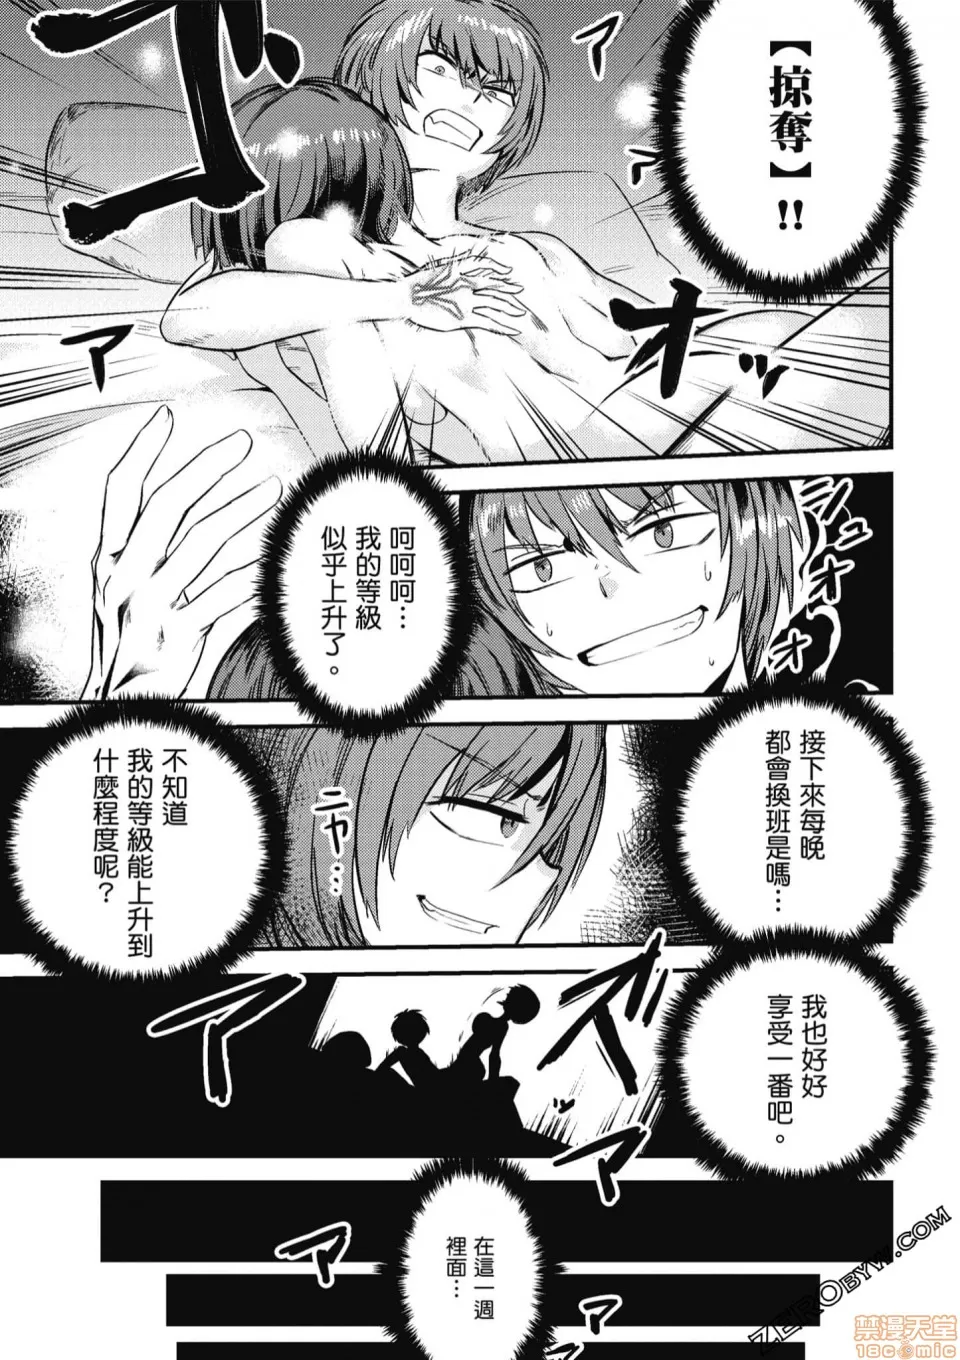 【掠奪】!!
ゴオォッ
ア
ア
呵呵呵…
我的等級
似乎上升了。
シュオオ
接下來每晚
都會換班是嗎…
ニヤ…
不知道
我的等級能上升到
什麼程度呢?
我也好好
享受一番吧。
ズ
ア
ア
ア
在這一週
裡面…
ZEROBYW.COM
禁漫天堂
18comic